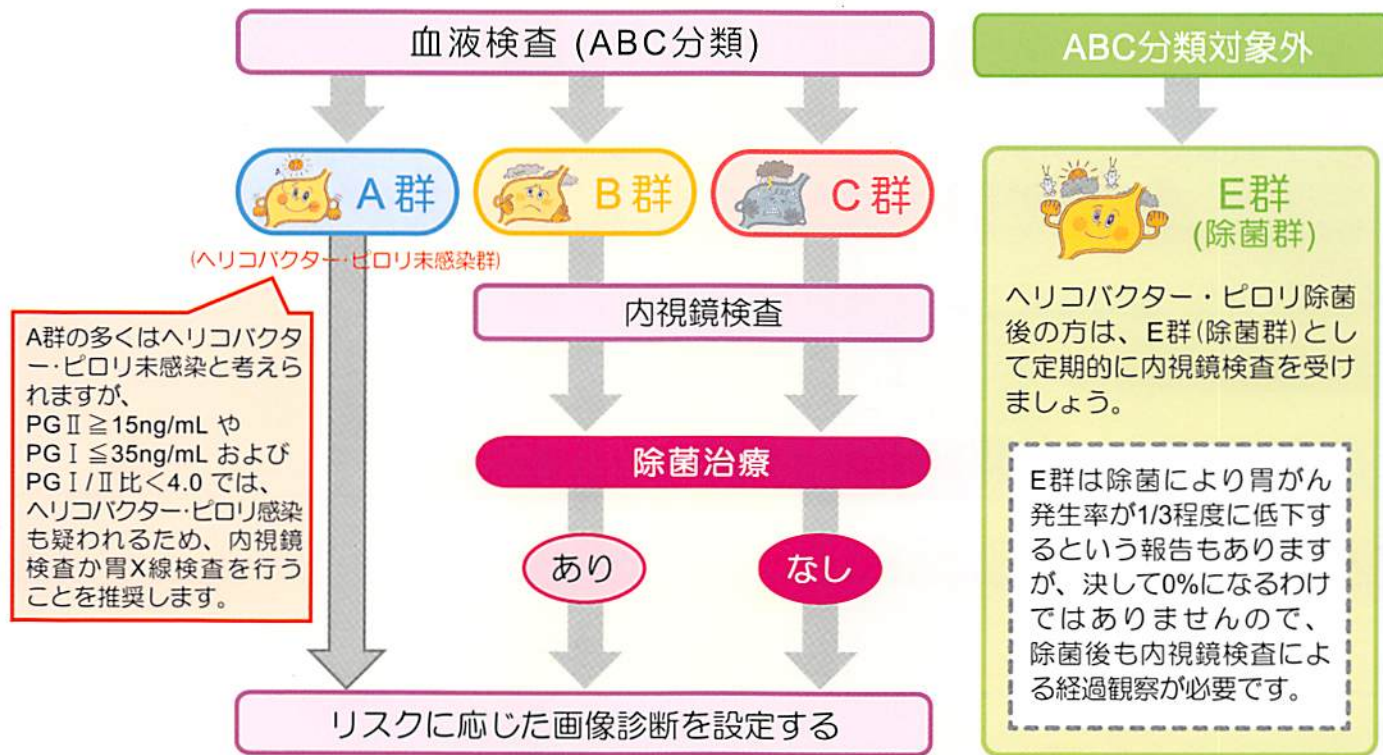 血液検査 (ABC分類)
A群
B群
C群
(ヘリコバクター・ピロリ未感染群)
A群の多くはヘリコバクタ
ー・ピロリ未感染と考えら
れますが、
PGⅡ≧15ng/mL や
PGⅠ≦35ng/mL および
PGⅠ/Ⅱ比<4.0 では、
ヘリコバクター・ピロリ感染
も疑われるため、内視鏡
検査か胃X線検査を行う
ことを推奨します。
内視鏡検査
除菌治療
あり
なし
リスクに応じた画像診断を設定する
ABC分類対象外
E群
(除菌群)
ヘリコバクター・ピロリ除菌
後の方は、E群(除菌群)とし
て定期的に内視鏡検査を受け
ましょう。
E群は除菌により胃がん
発生率が1/3程度に低下す
るという報告もあります
が、決して0%になるわけ
ではありませんので、
除菌後も内視鏡検査によ
る経過観察が必要です。